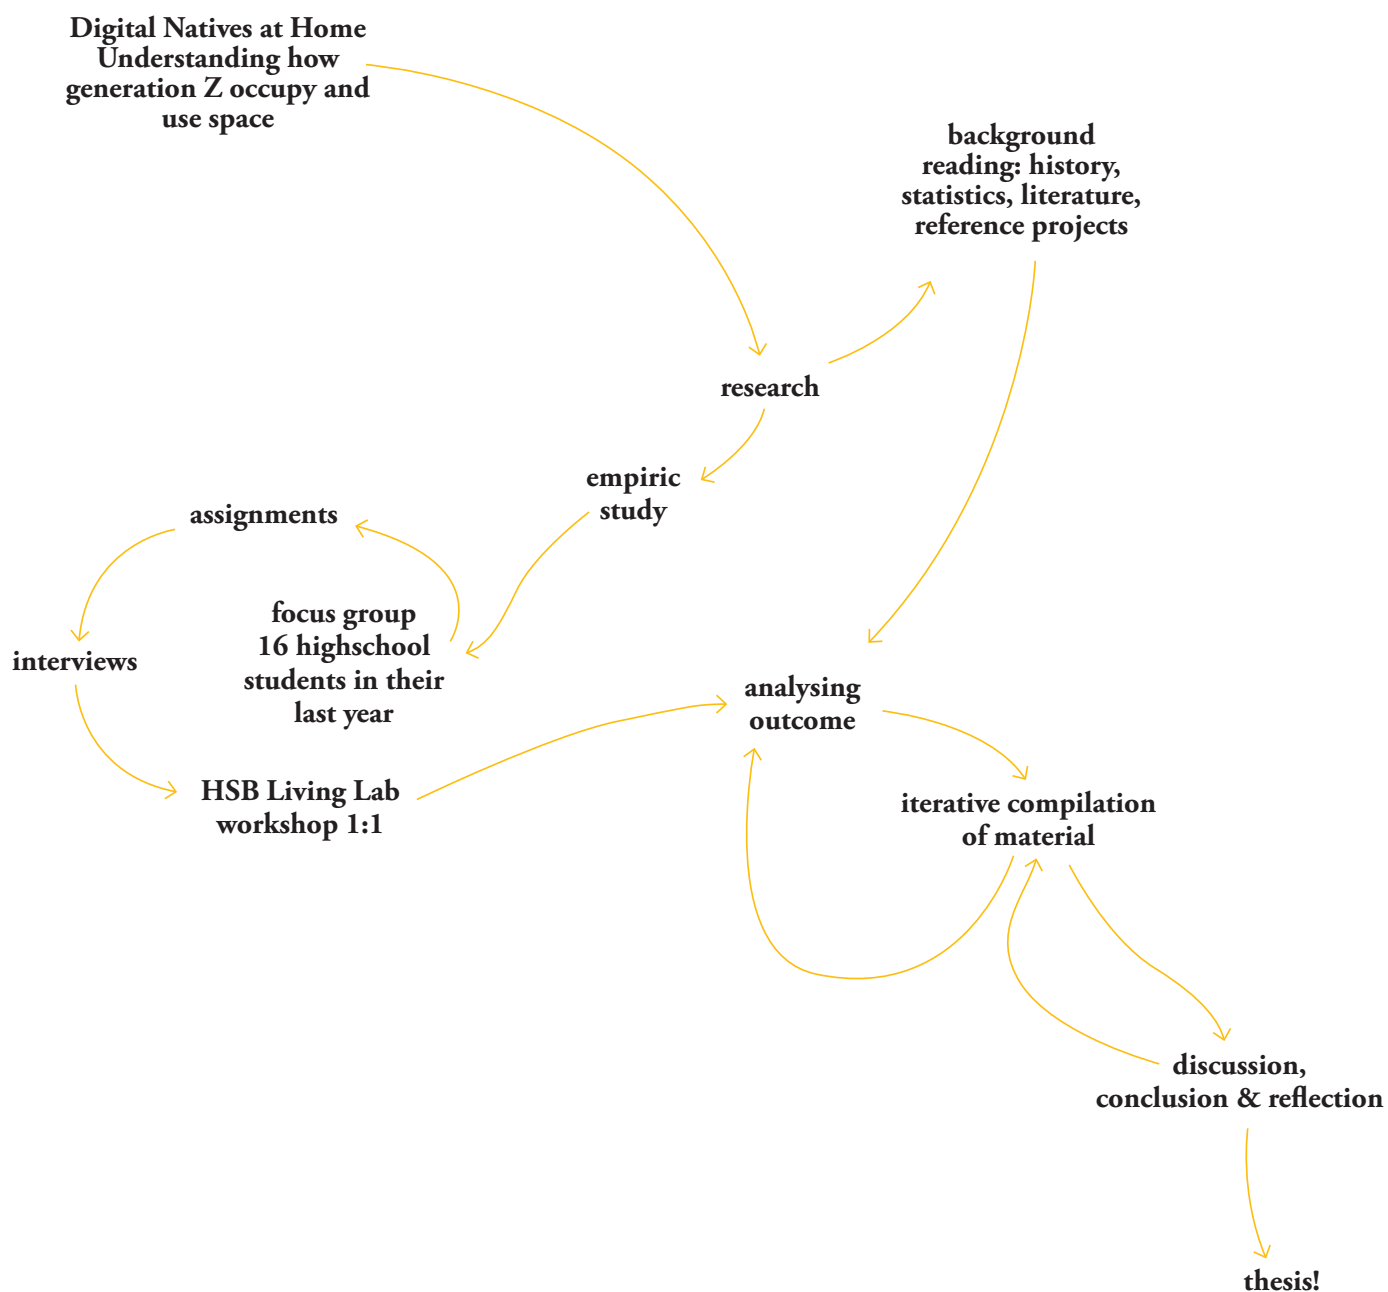 Digital Natives at Home
Understanding how
generation Z occupy and
use space
background
reading: history,
statistics, literature,
reference projects
research
empiric
study
assignments
focus group
16 highschool
students in their
last year
interviews
HSB Living Lab
workshop 1:1
analysing
outcome
iterative compilation
of material
discussion,
conclusion & reflection
thesis!